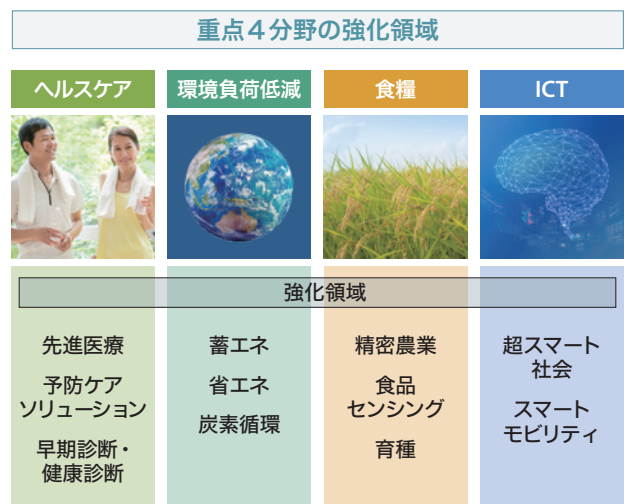 重点4分野の強化領域
ヘルスケア
環境負荷低減
食糧
ICT
強化領域
先進医療
予防ケア
ソリューション
早期診断・
健康診断
蓄エネ
省エネ
炭素循環
精密農業
食品
センシング
育種
超スマート
社会
スマート
モビリティ